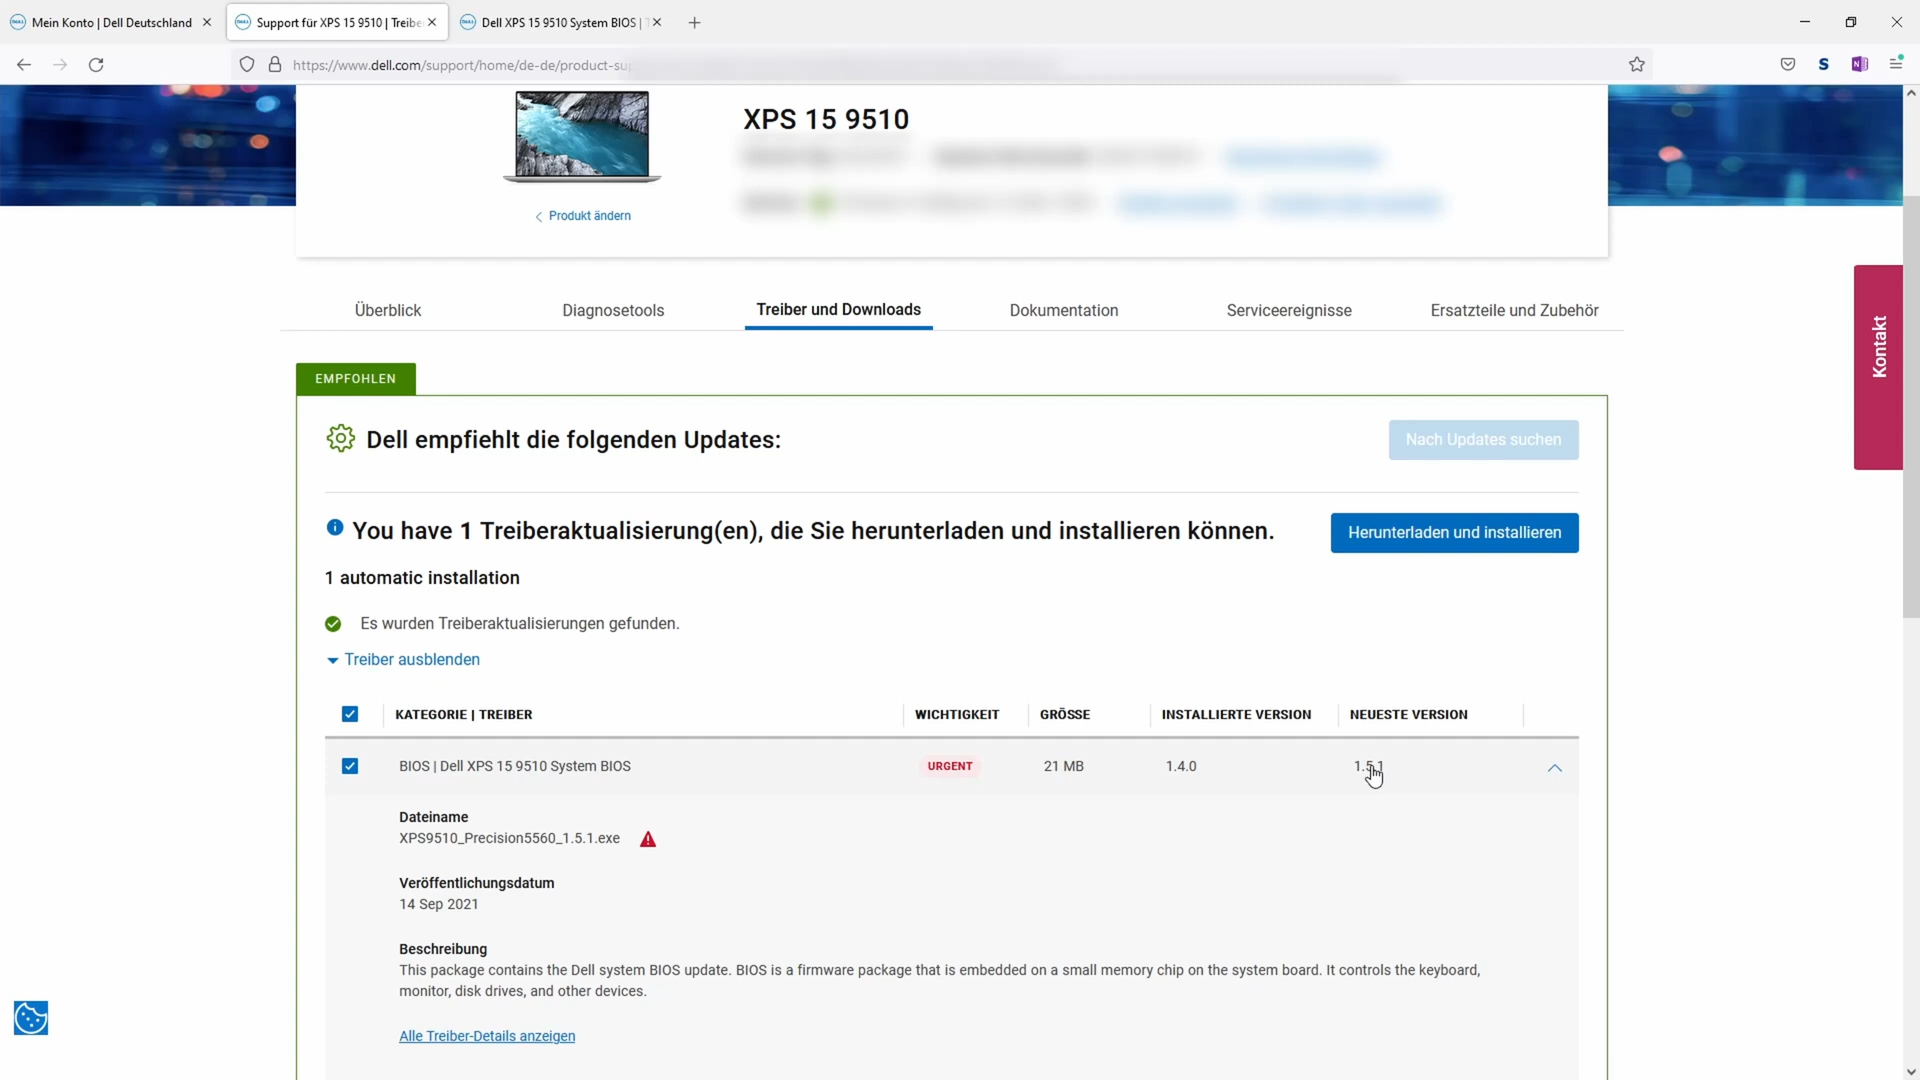 Mein Konto | Dell Deutschland
Support für XPS 15 9510 | Treibe
Dell XPS 15 9510 System BIOS |
https://www.dell.com/support/home/de-de/product-su
XPS 15 9510
Produkt ändern
Überblick
Diagnosetools
Treiber und Downloads
Dokumentation
Serviceereignisse
Ersatzteile und Zubehör
Kontakt
EMPFOHLEN
Dell empfiehlt die folgenden Updates:
Nach Updates suchen
You have 1 Treiberaktualisierung(en), die Sie herunterladen und installieren können.
Herunterladen und installieren
1 automatic installation
Es wurden Treiberaktualisierungen gefunden.
Treiber ausblenden
KATEGORIE | TREIBER
WICHTIGKEIT
GRÖSSE
INSTALLIERTE VERSION
NEUESTE VERSION
BIOS | Dell XPS 15 9510 System BIOS
URGENT
21 MB
1.4.0
1.5.1
Dateiname
XPS9510_Precision5560_1.5.1.exe
Veröffentlichungsdatum
14 Sep 2021
Beschreibung
This package contains the Dell system BIOS update. BIOS is a firmware package that is embedded on a small memory chip on the system board. It controls the keyboard,
monitor, disk drives, and other devices.
Alle Treiber-Details anzeigen